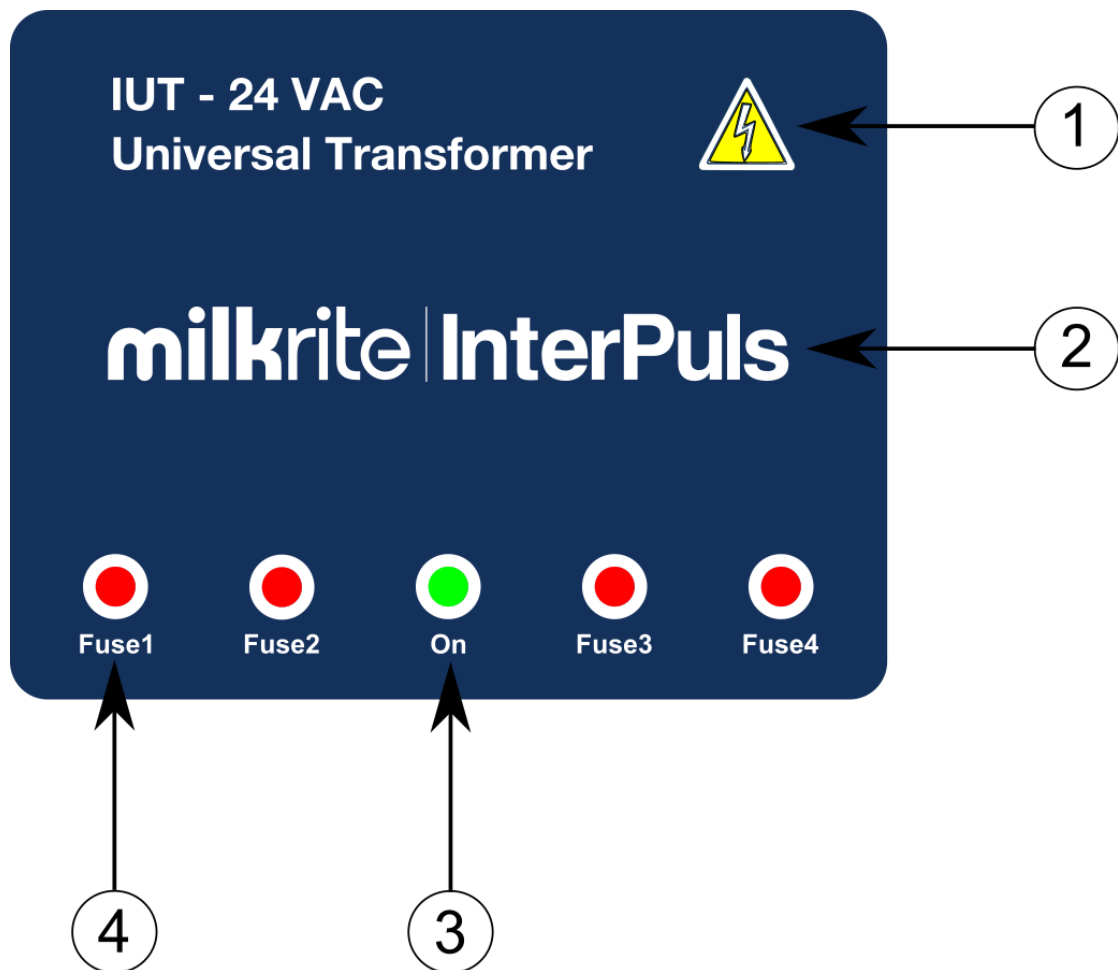 IUT - 24 VAC
Universal Transformer
1
milkrite | InterPuls
2
Fuse1 Fuse2 On Fuse3 Fuse4
4 3